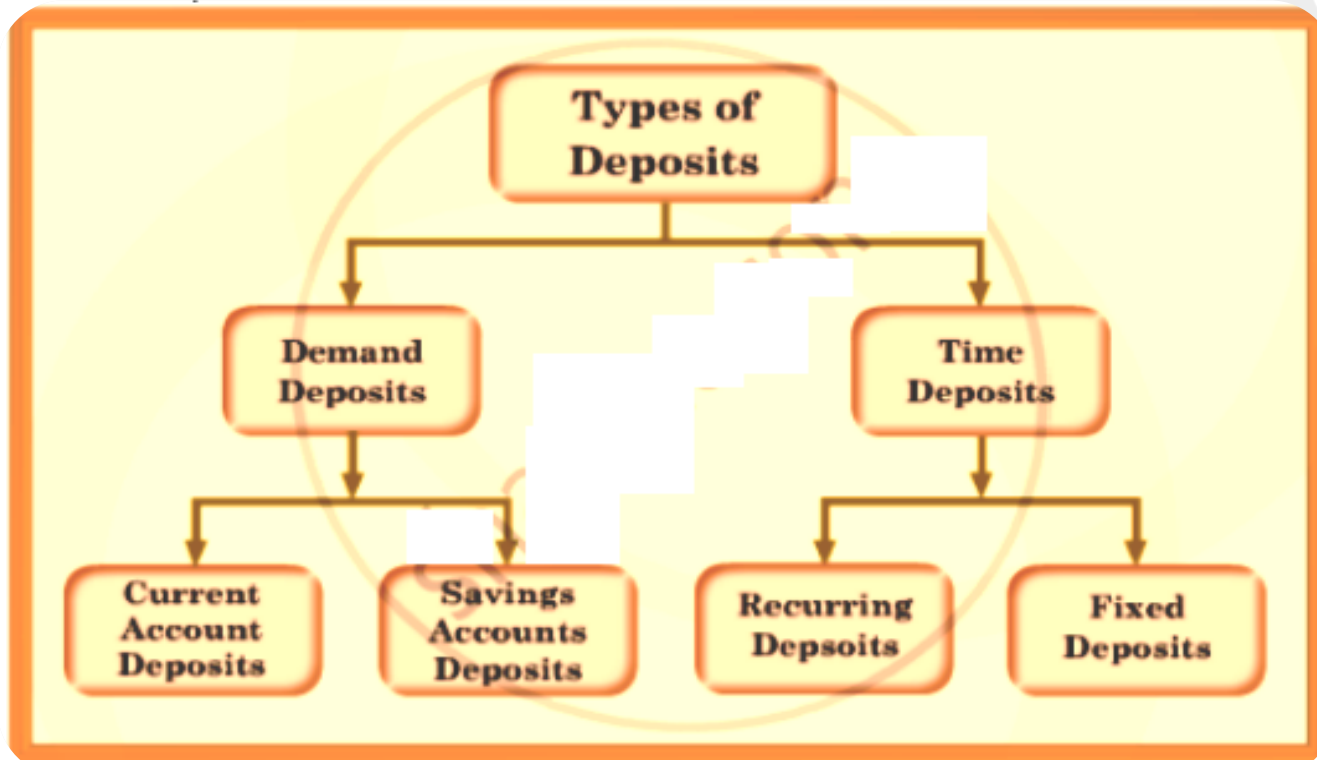 Types of
Deposits
Demand
Deposits
Time
Deposits
Current
Account
Deposits
Savings
Accounts
Deposits
Recurring
Depsoits
Fixed
Deposits